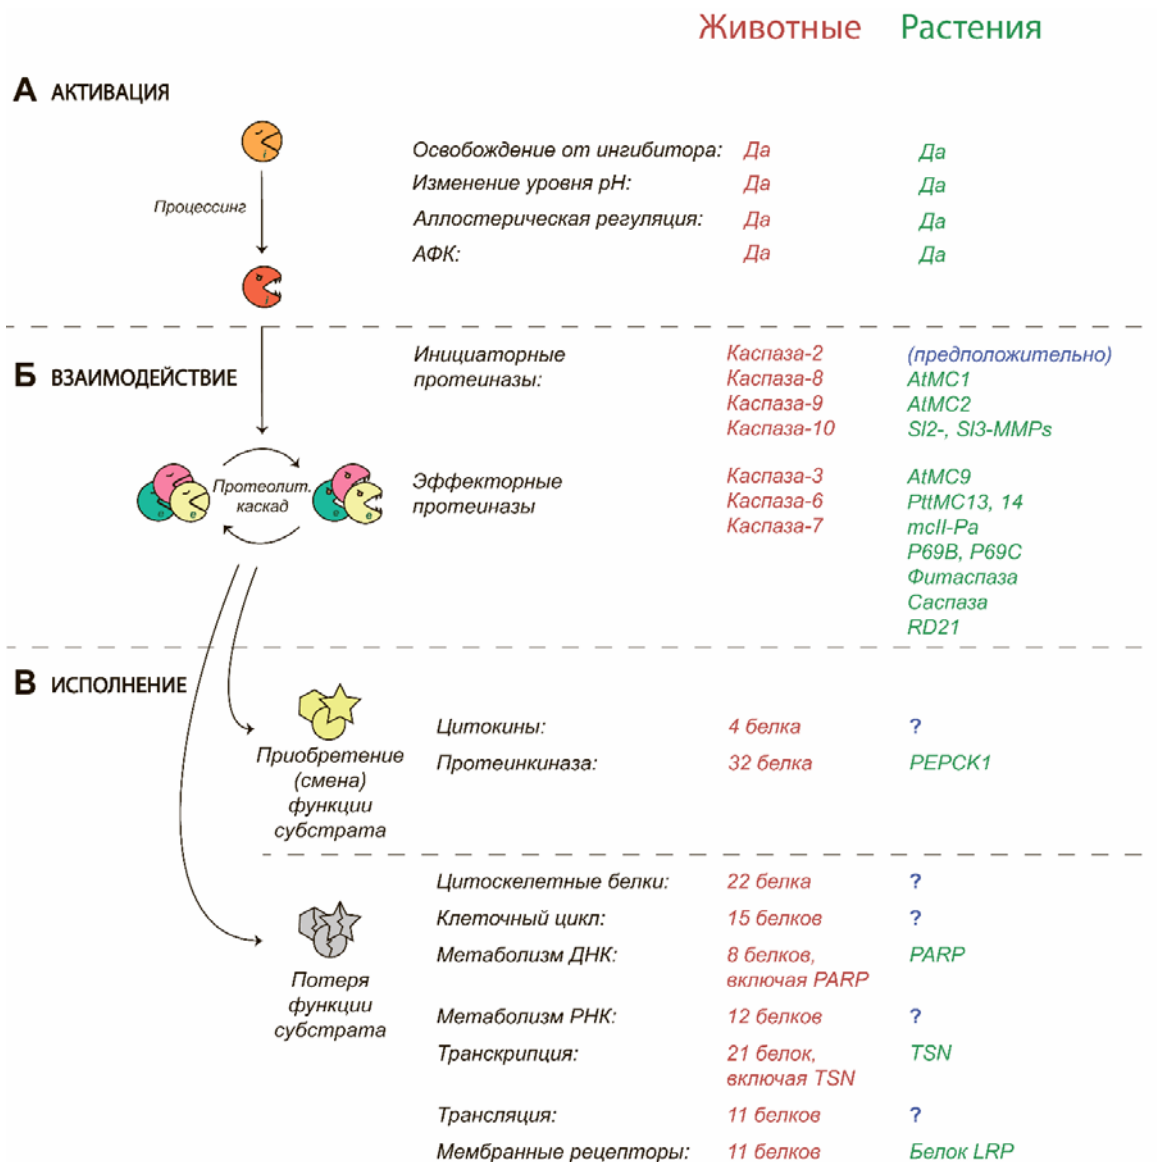 Животные Растения
А АКТИВАЦИЯ
i
Процессинг
i
Освобождение от ингибитора: Да Да
Изменение уровня pH: Да Да
Аллостерическая регуляция: Да Да
АФК: Да Да
Б ВЗАИМОДЕЙСТВИЕ
Инициаторные Каспаза-2 (предположительно)
протеиназы: Каспаза-8 AtMC1
Каспаза-9 AtMC2
Каспаза-10 Sl2-, Sl3-MMPs
Протеолит.
каскад
e e
e e
Эффекторные Каспаза-3 AtMC9
протеиназы Каспаза-6 PttMC13, 14
Каспаза-7 mcII-Pa
P69B, P69C
Фитаспаза
Саспаза
RD21
В ИСПОЛНЕНИЕ
Приобретение
(смена)
функции
субстрата
Цитокины: 4 белка ?
Протеинкиназа: 32 белка PEPCK1
Потеря
функции
субстрата
Цитоскелетные белки: 22 белка ?
Клеточный цикл: 15 белков ?
Метаболизм ДНК: 8 белков, PARP
включая PARP
Метаболизм РНК: 12 белков ?
Транскрипция: 21 белок, TSN
включая TSN
Трансляция: 11 белков ?
Мембранные рецепторы: 11 белков Белок LRP